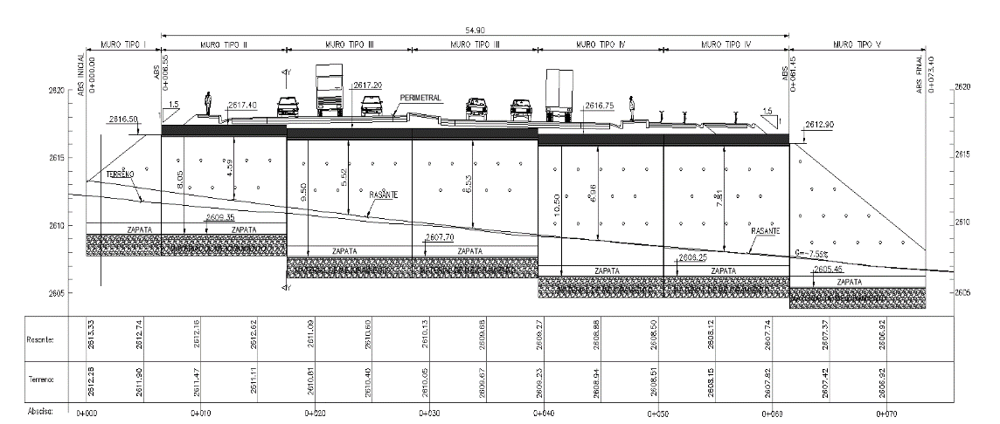 54.90
MURO TIPO I MURO TIPO II MURO TIPO III MURO TIPO III MURO TIPO IV MURO TIPO IV MURO TIPO V
ABS INICIAL
0+000.00
ABS
0+006.55
Y
ABS
0+061.45
ABS FINAL
0+073.40
2620 2620
2617.20
PERIMETRAL
1.5 2617.40 2616.75 1.5
1
2616.50 2612.90
2615 2615
TERRENO
8.05
4.59
9.50
5.52
RASANTE
6.53
10.50
6.96
7.81
RASANTE
2610 2610
2609.35
ZAPATA ZAPATA
2607.70
ZAPATA ZAPATA
G=-7.55%
2606.25
ZAPATA ZAPATA
2605.45
ZAPATA
Y
2605 2605
Rasante: 2613.33 2612.74 2612.16 2612.62 2611.09 2610.60 2610.13 2609.68 2609.27 2608.88 2608.50 2608.12 2607.74 2607.37 2606.92
Terreno: 2612.28 2611.90 2611.47 2611.11 2610.81 2610.40 2610.05 2609.67 2609.23 2608.94 2608.51 2608.15 2607.82 2607.42 2606.92
Abscisa: 0+000 0+010 0+020 0+030 0+040 0+050 0+060 0+070